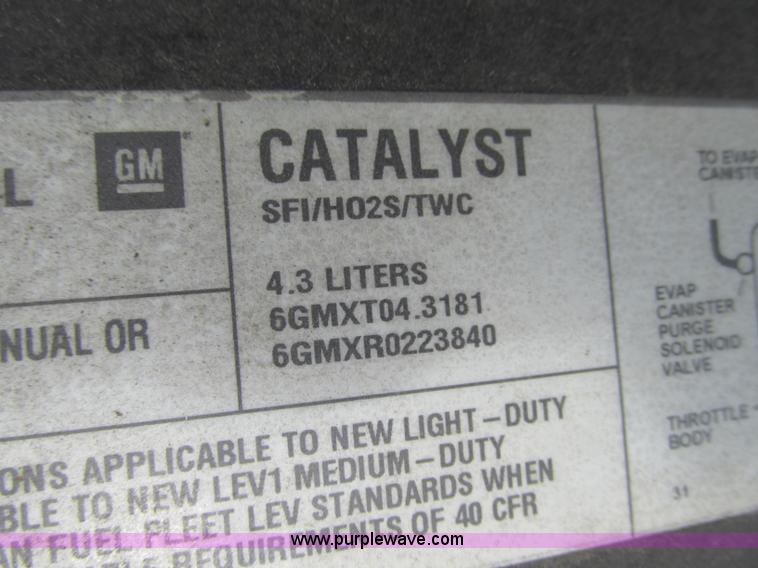 L
GM
CATALYST
SFI/HO2S/TWC
4.3 LITERS
6GMXT04.3181
6GMXR0223840
NUAL OR
ONS APPLICABLE TO NEW LIGHT–DUTY
BLE TO NEW LEV1 MEDIUM–DUTY
AN FUEL FLEET LEV STANDARDS WHEN
REQUIREMENTS OF 40 CFR
TO EVAP
CANISTE
EVAP
CANISTER
PURGE
SOLENOID
VALVE
THROTTLE
BODY
31
www.purplewave.com